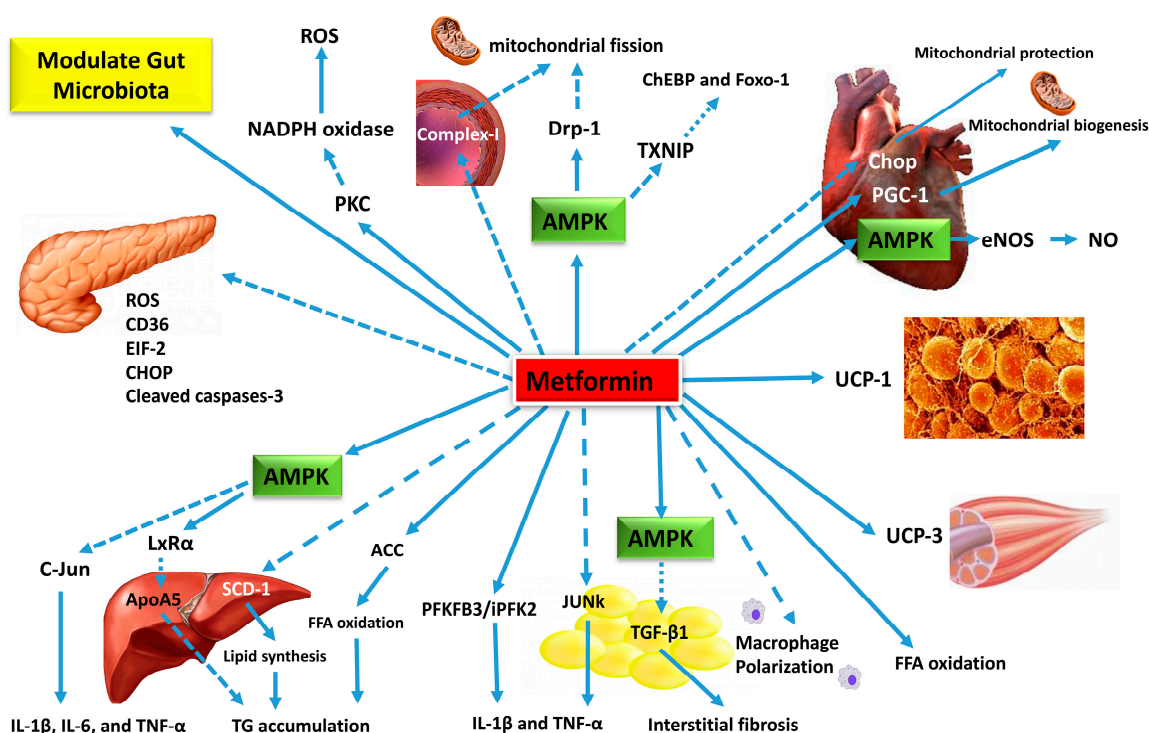 ROS
mitochondrial fission
Modulate Gut
Microbiota
Mitochondrial protection
ChEBP and Foxo-1
NADPH oxidase
Complex-I
Drp-1
Mitochondrial biogenesis
TXNIP
Chop
PKC
PGC-1
AMPK
AMPK
eNOS
NO
ROS
CD36
EIF-2
CHOP
Cleaved caspases-3
Metformin
UCP-1
AMPK
LxRα
ACC
AMPK
UCP-3
C-Jun
ApoA5
SCD-1
FFA oxidation
PFKFB3/iPFK2
JUNk
TGF-β1
Lipid synthesis
Macrophage
Polarization
FFA oxidation
IL-1β, IL-6, and TNF-α
TG accumulation
IL-1β and TNF-α
Interstitial fibrosis